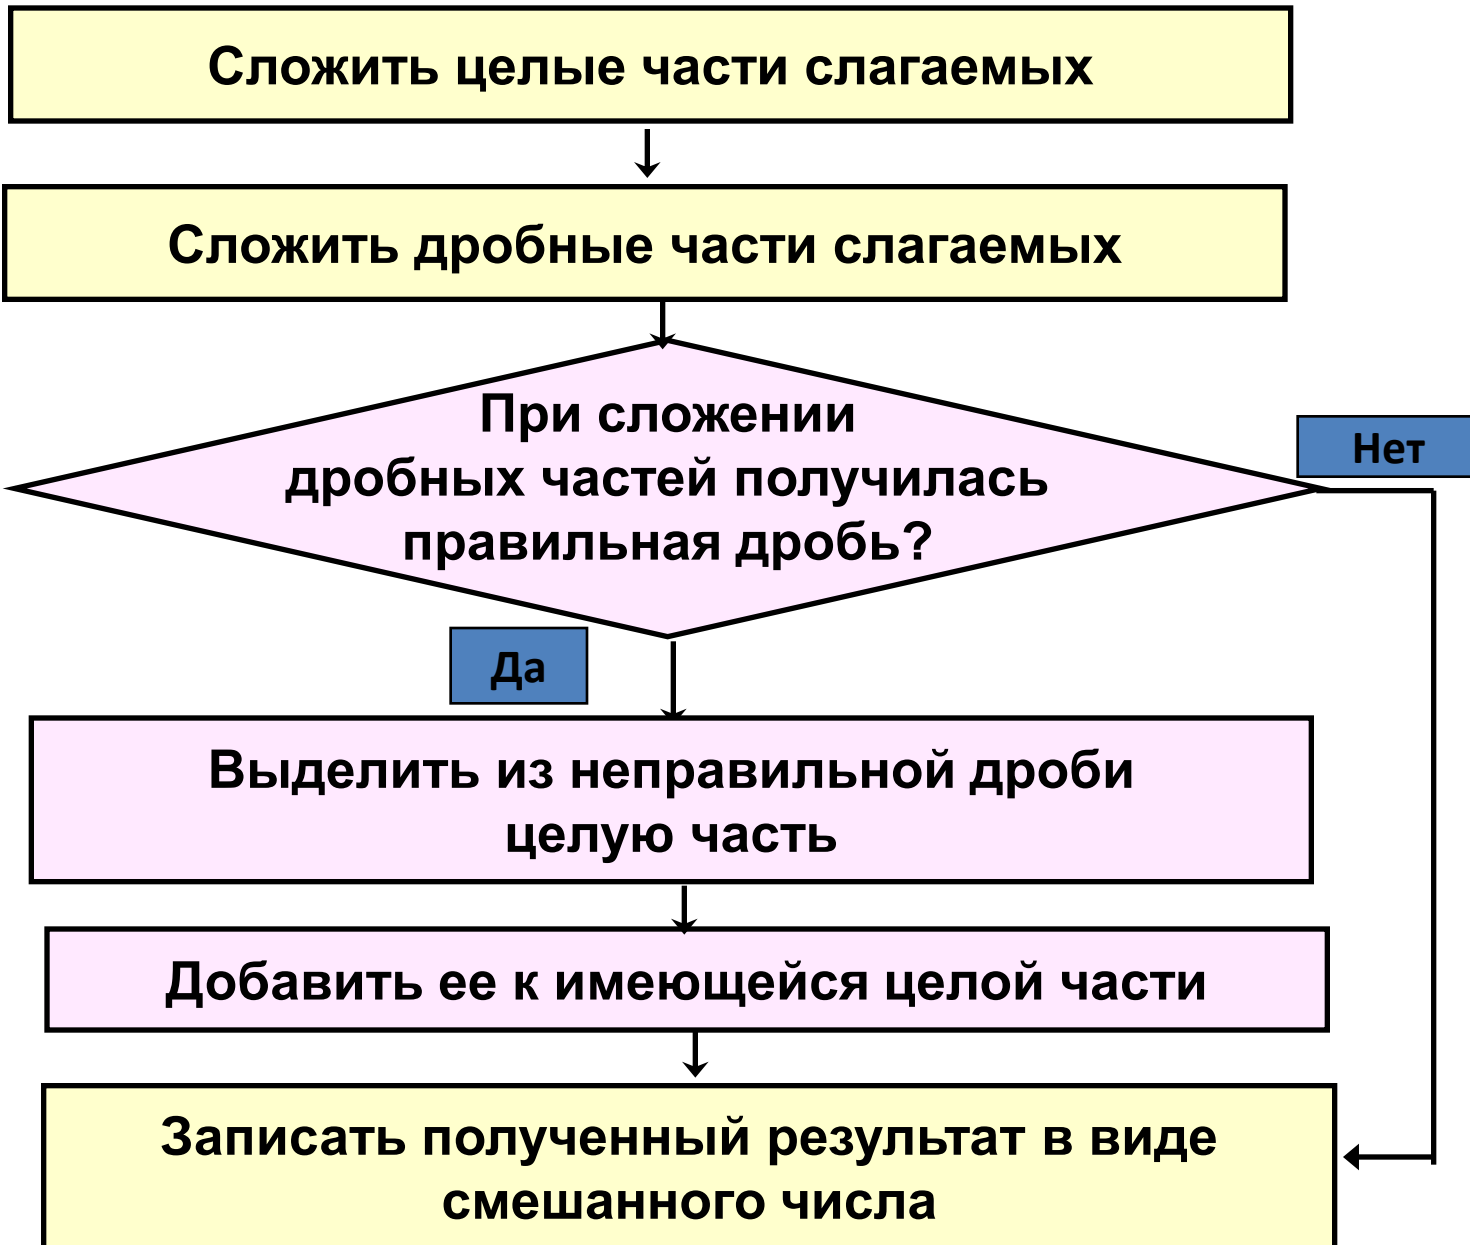 Сложить целые части слагаемых
Сложить дробные части слагаемых
При сложении
дробных частей получилась
правильная дробь?
Нет
Да
Выделить из неправильной дроби
целую часть
Добавить ее к имеющейся целой части
Записать полученный результат в виде
смешанного числа